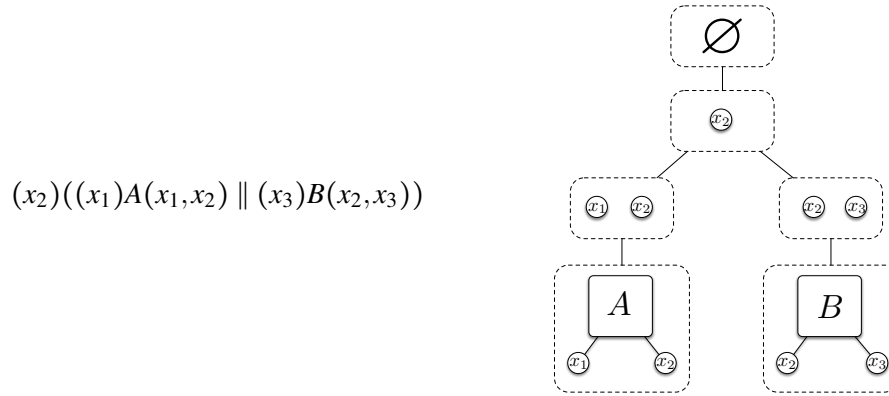 ∅
x₂
(x₂)((x₁)A(x₁,x₂) ∥ (x₃)B(x₂,x₃))
x₁ x₂ x₂ x₃
A B
x₁ x₂ x₂ x₃